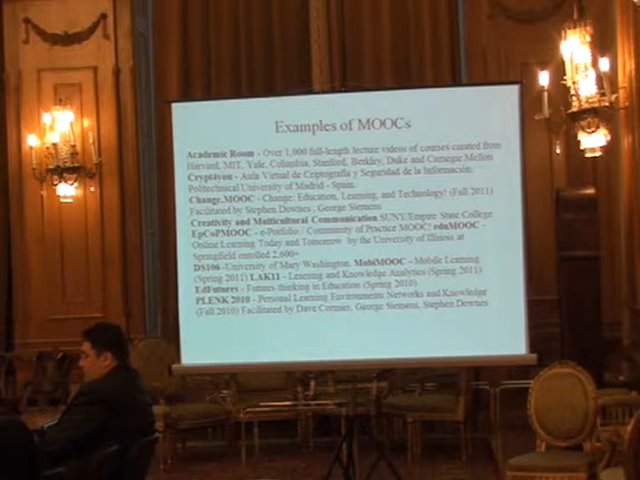 Examples of MOOCs
Academic Room - Over 1,000 full-length lecture videos of courses curated from
Harvard, MIT, Yale, Columbia, Stanford, Berkley, Duke and Carnegie Mellon
Crypt4you - Aula Virtual de Criptografía y Seguridad de la Información.
Politechnical University of Madrid - Spain.
Change.MOOC - Change: Education, Learning, and Technology! (Fall 2011)
Facilitated by Stephen Downes , George Siemens
Creativity and Multicultural Communication SUNY/Empire State College
EpCoPMOOC - e-Portfolio Community of Practice MOOC! eduMOOC -
Online Learning Today and Tomorrow by the University of Illinois at
Springfield enrolled 2,600+
DS106 -University of Mary Washington. MobiMOOC - Mobile Learning
(Spring 2011) LAK11 - Learning and Knowledge Analytics (Spring 2011)
EdFutures - Futures thinking in Education (Spring 2010)
PLENK 2010 - Personal Learning Environments Networks and Knowledge
(Fall 2010) Facilitated by Dave Cormier, George Siemens, Stephen Downes